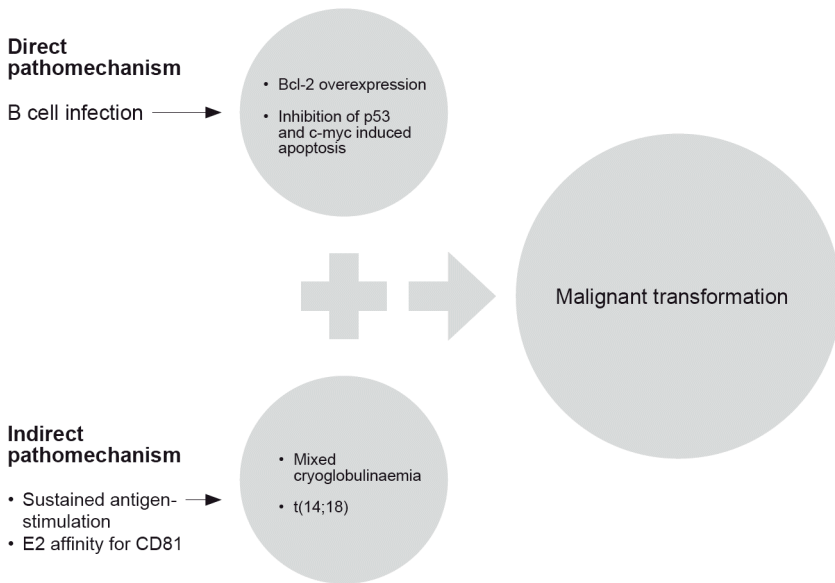 Direct
pathomechanism
B cell infection
• Bcl-2 overexpression
• Inhibition of p53
and c-myc induced
apoptosis
Malignant transformation
Indirect
pathomechanism
• Sustained antigen-
stimulation
• E2 affinity for CD81
• Mixed
cryoglobulinaemia
• t(14;18)